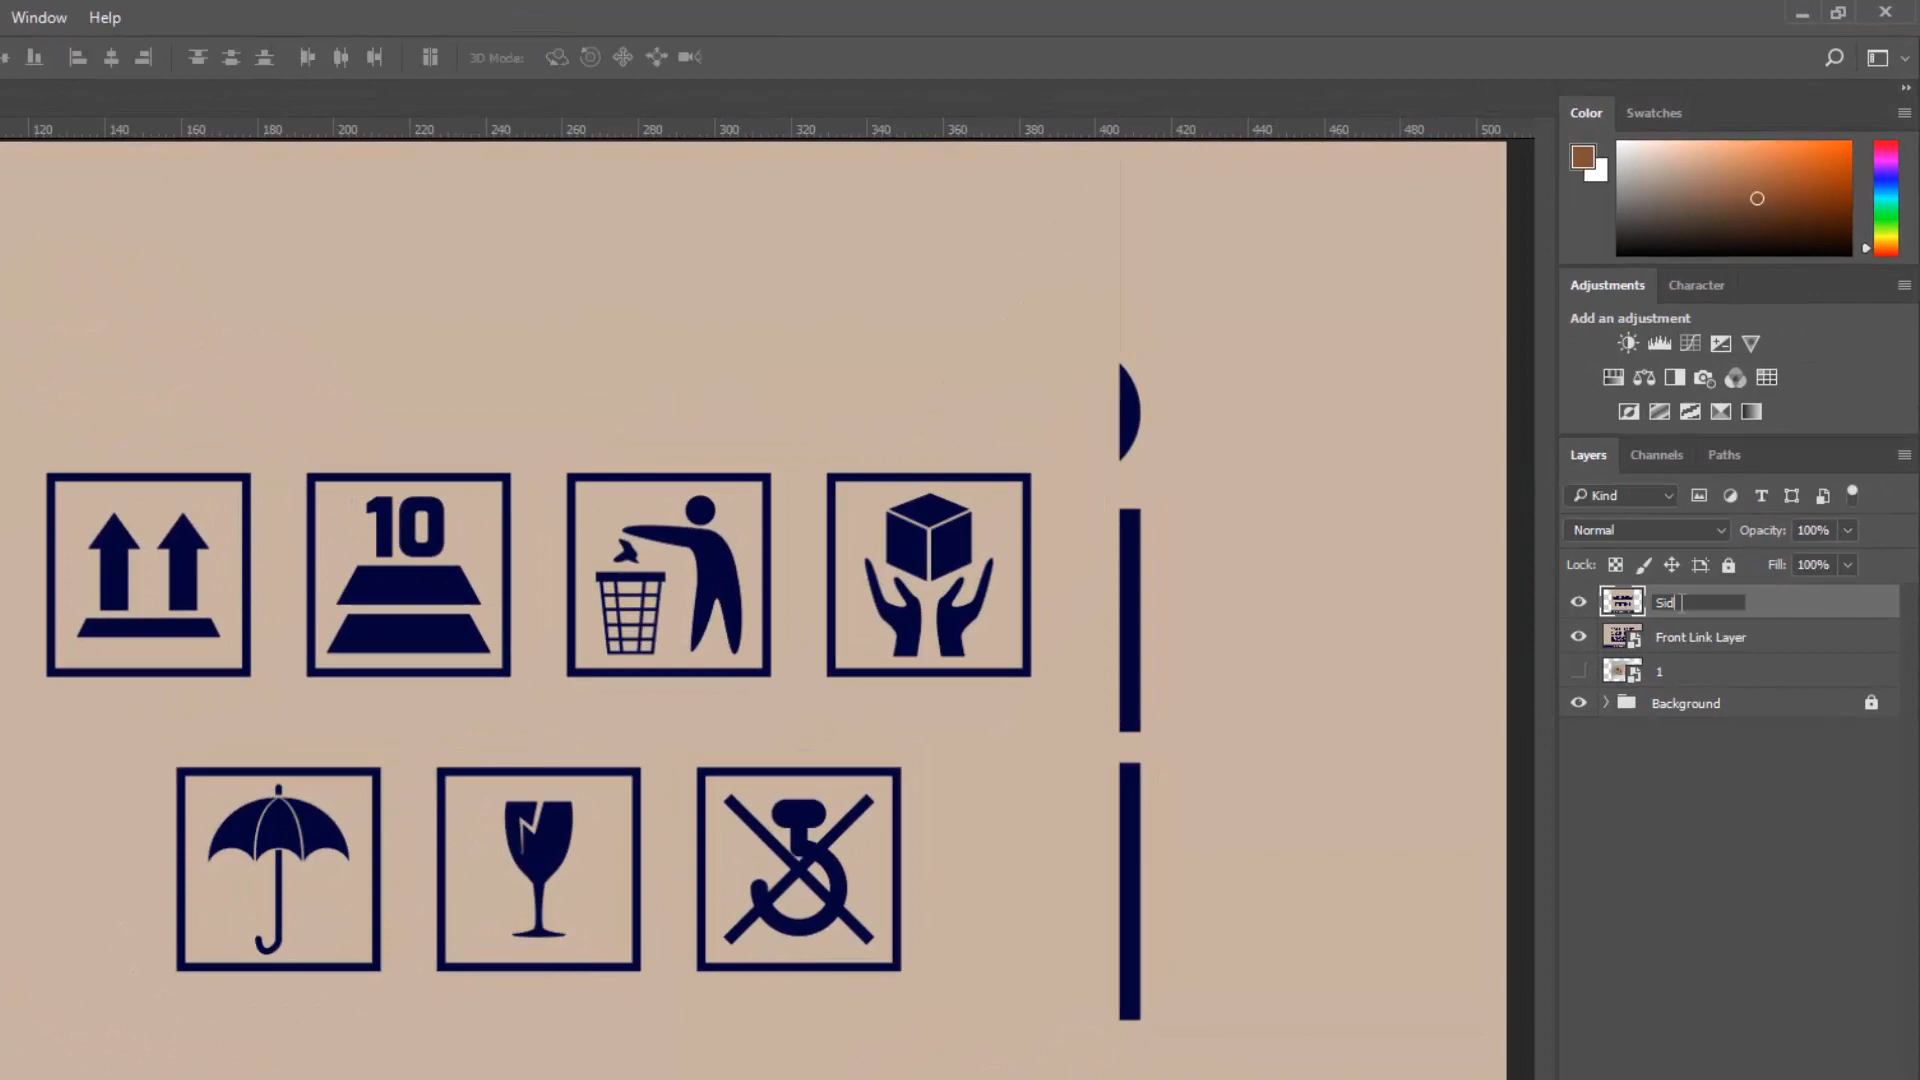 Window Help
3D Mode:
120 140 160 180 200 220 240 260 280 300 320 340 360 380 400 420 440 460 480 500
Color Swatches
Adjustments Character
Add an adjustment
Layers Channels Paths
Kind
Normal Opacity: 100%
Lock: Fill: 100%
Sid
Front Link Layer
1
Background
10